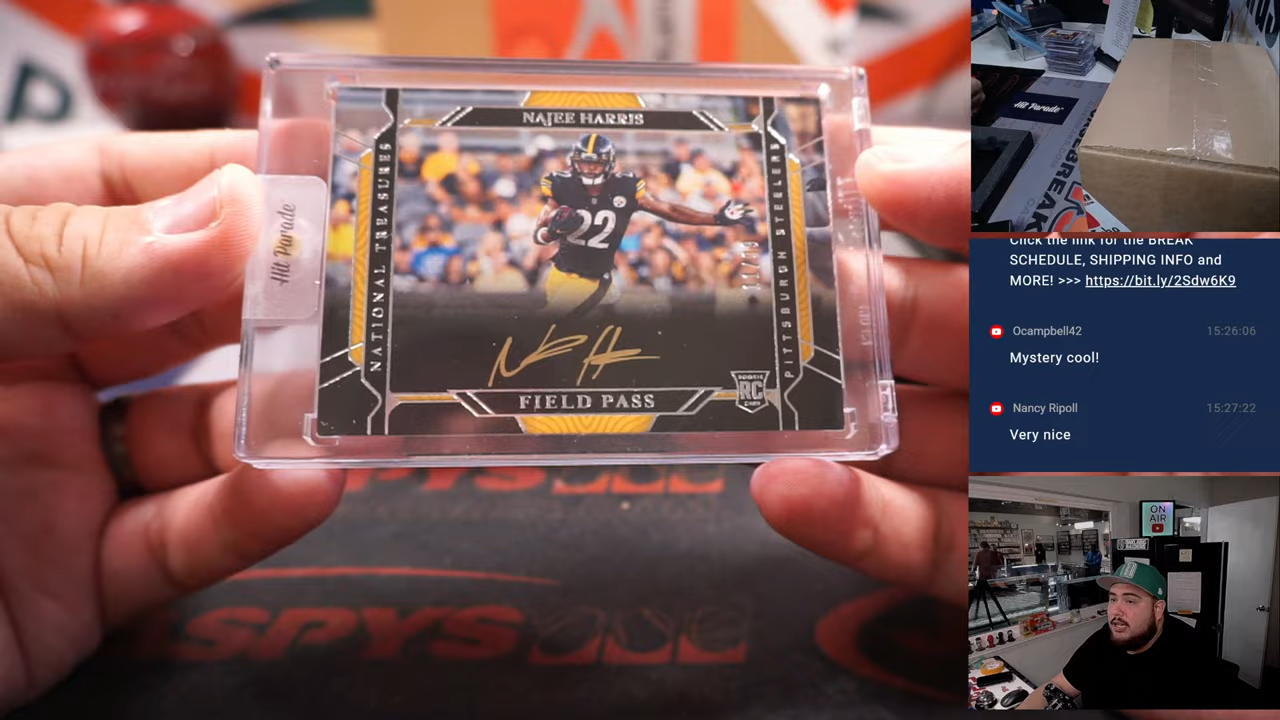 NAJEE HARRIS
NATIONAL TREASURES
PITTSBURGH STEELERS
22
FIELD PASS
ROOKIE
RC
Hit Parade
Hit Parade
Click the link for the BREAK
SCHEDULE, SHIPPING INFO and
MORE! >>> https://bit.ly/2Sdw6K9
Ocampbell42 15:26:06
Mystery cool!
Nancy Ripoll 15:27:22
Very nice
ON
AIR